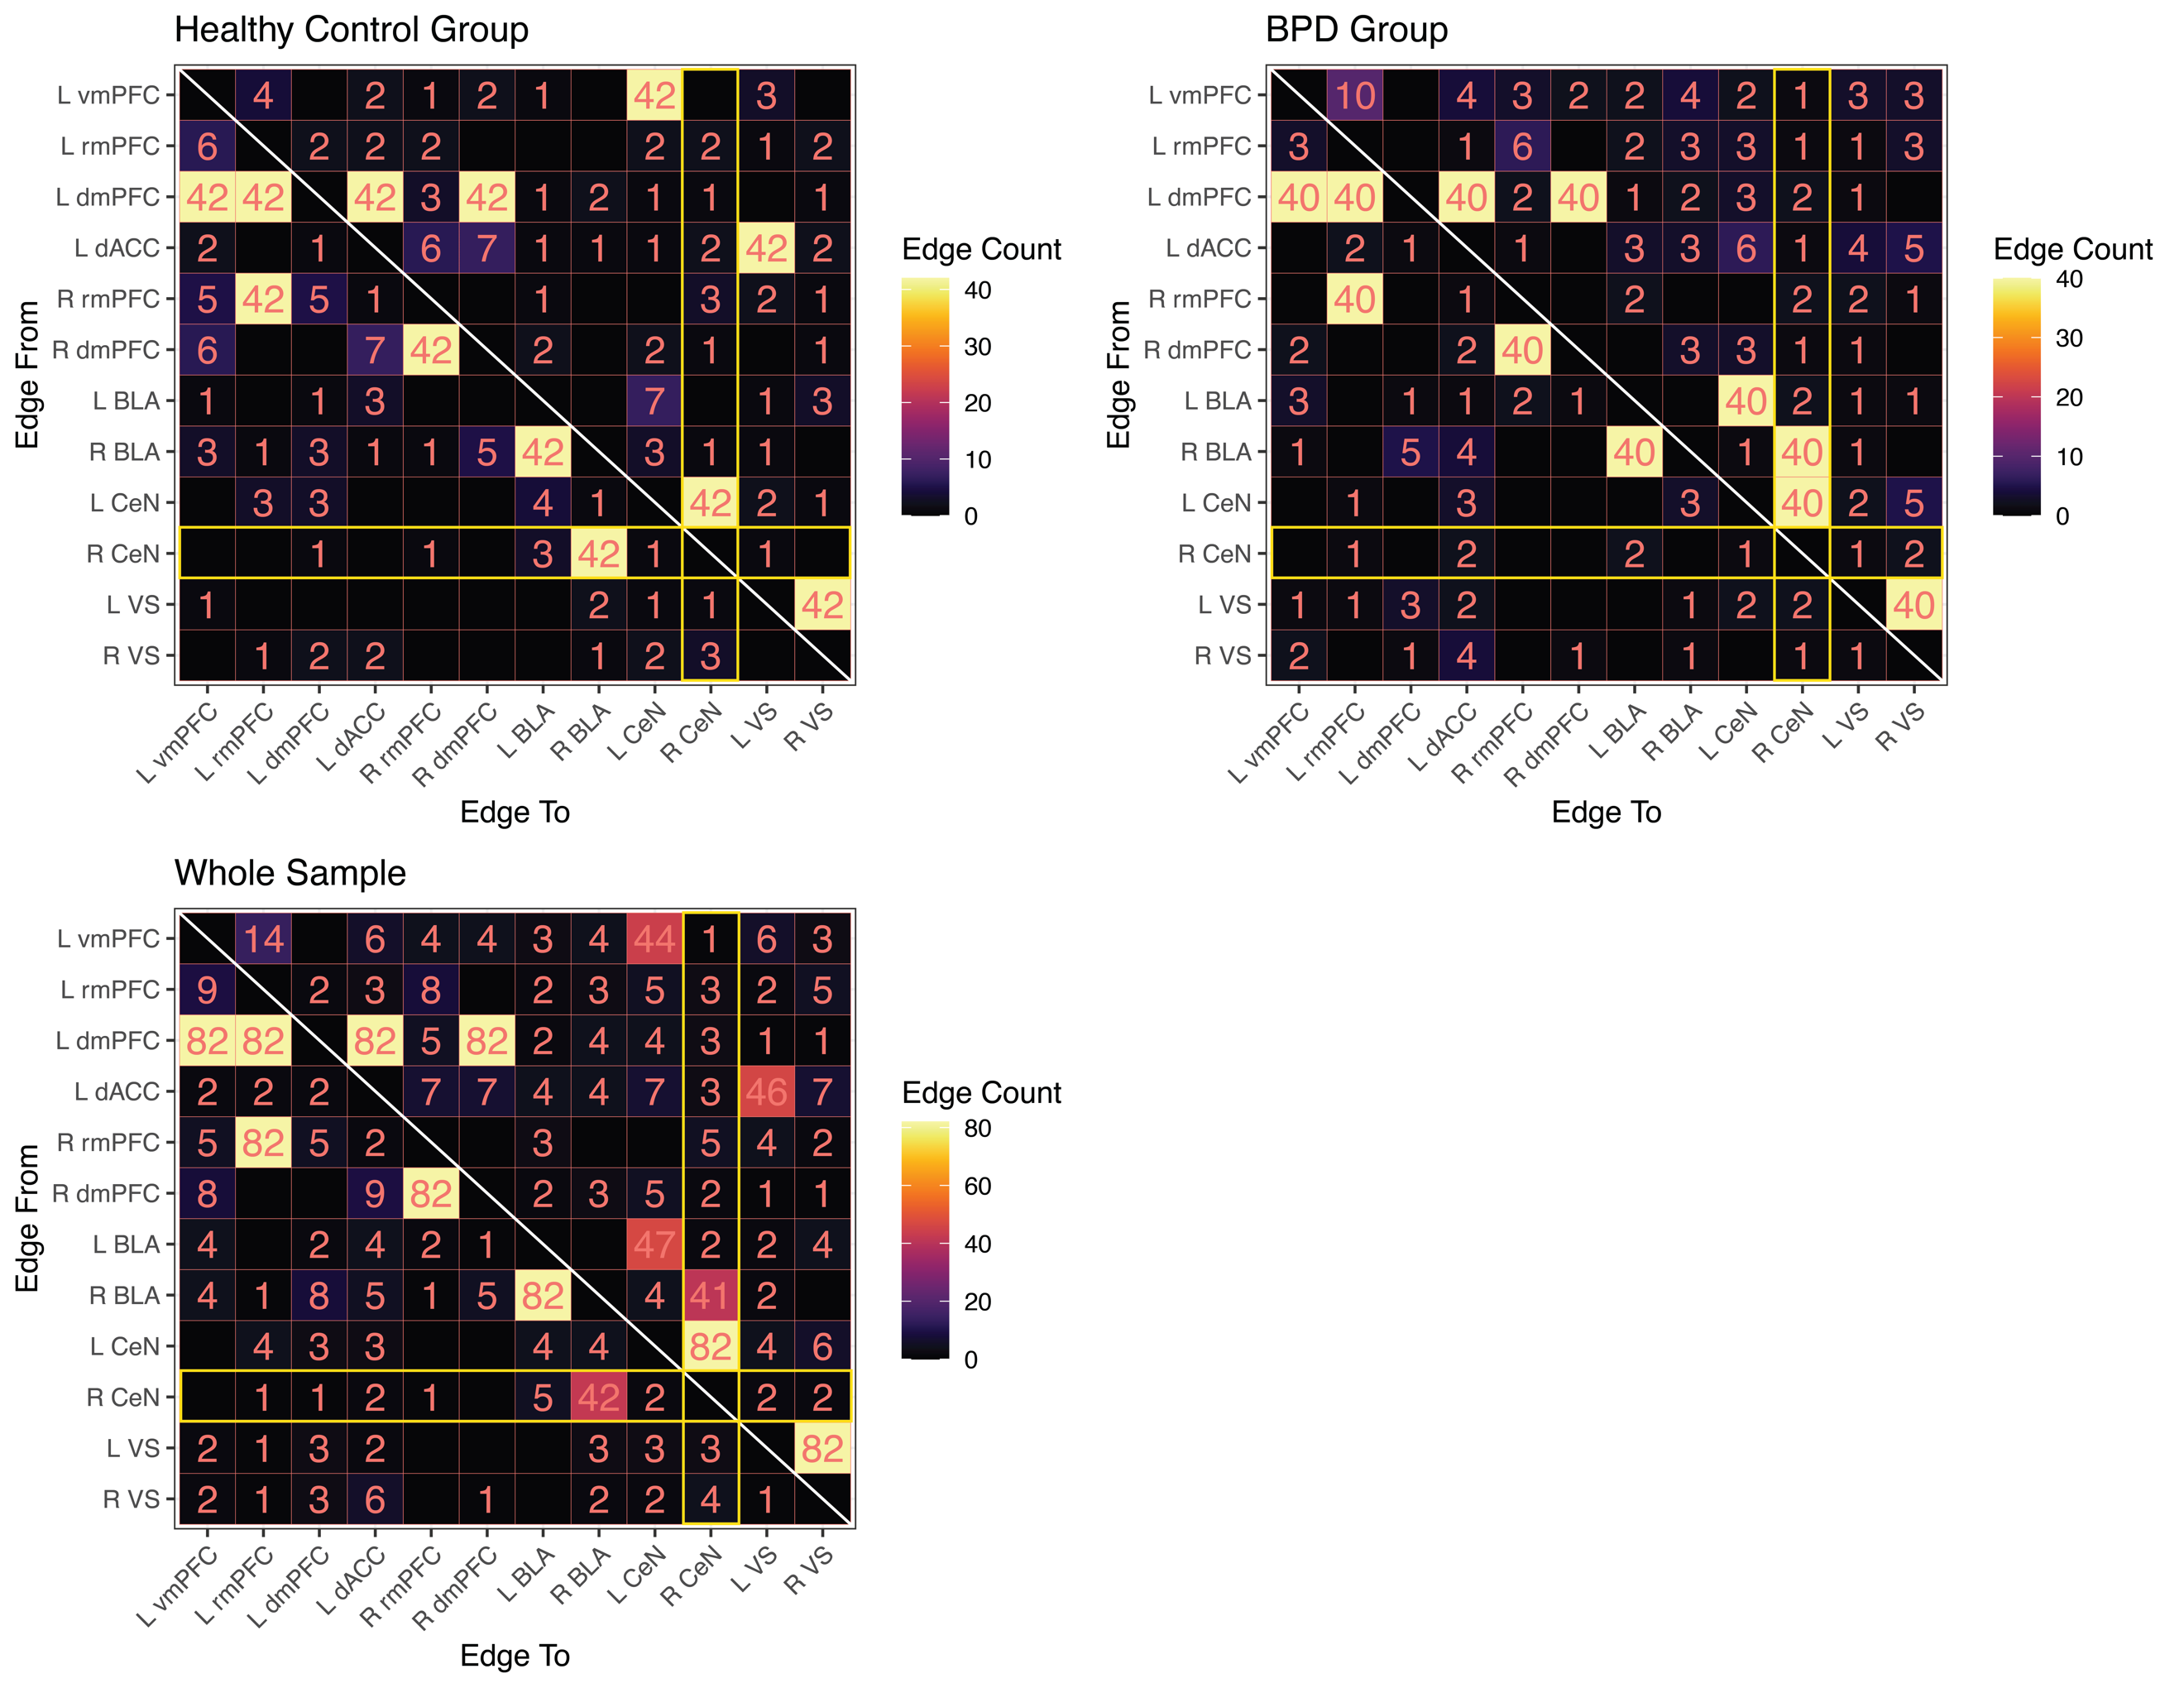 Healthy Control Group
Edge From
L vmPFC 4 2 1 2 1 42 3
L rmPFC 6 2 2 2 2 2 1 2
L dmPFC 42 42 42 3 42 1 2 1 1 1
L dACC 2 1 6 7 1 1 1 2 42 2
R rmPFC 5 42 5 1 1 3 2 1
R dmPFC 6 7 42 2 2 1 1
L BLA 1 1 3 7 1 3
R BLA 3 1 3 1 1 5 42 3 1 1
L CeN 3 3 4 1 42 2 1
R CeN 1 1 3 42 1 1
L VS 1 2 1 1 42
R VS 1 2 2 1 2 3
L vmPFC L rmPFC L dmPFC L dACC R rmPFC R dmPFC L BLA R BLA L CeN R CeN L VS R VS
Edge To
Edge Count
40
30
20
10
0
BPD Group
Edge From
L vmPFC 10 4 3 2 2 4 2 1 3 3
L rmPFC 3 1 6 2 3 3 1 1 3
L dmPFC 40 40 40 2 40 1 2 3 2 1
L dACC 2 1 1 3 3 6 1 4 5
R rmPFC 40 1 2 2 2 1
R dmPFC 2 2 40 3 3 1 1
L BLA 3 1 1 2 1 40 2 1 1
R BLA 1 5 4 40 1 40 1
L CeN 1 3 3 40 2 5
R CeN 1 2 2 1 1 2
L VS 1 1 3 2 1 2 2 40
R VS 2 1 4 1 1 1 1
L vmPFC L rmPFC L dmPFC L dACC R rmPFC R dmPFC L BLA R BLA L CeN R CeN L VS R VS
Edge To
Edge Count
40
30
20
10
0
Whole Sample
Edge From
L vmPFC 14 6 4 4 3 4 44 1 6 3
L rmPFC 9 2 3 8 2 3 5 3 2 5
L dmPFC 82 82 82 5 82 2 4 4 3 1 1
L dACC 2 2 2 7 7 4 4 7 3 46 7
R rmPFC 5 82 5 2 3 5 4 2
R dmPFC 8 9 82 2 3 5 2 1 1
L BLA 4 2 4 2 1 47 2 2 4
R BLA 4 1 8 5 1 5 82 4 41 2
L CeN 4 3 3 4 4 82 4 6
R CeN 1 1 2 1 5 42 2 2 2
L VS 2 1 3 2 3 3 3 82
R VS 2 1 3 6 1 2 2 4 1
L vmPFC L rmPFC L dmPFC L dACC R rmPFC R dmPFC L BLA R BLA L CeN R CeN L VS R VS
Edge To
Edge Count
80
60
40
20
0